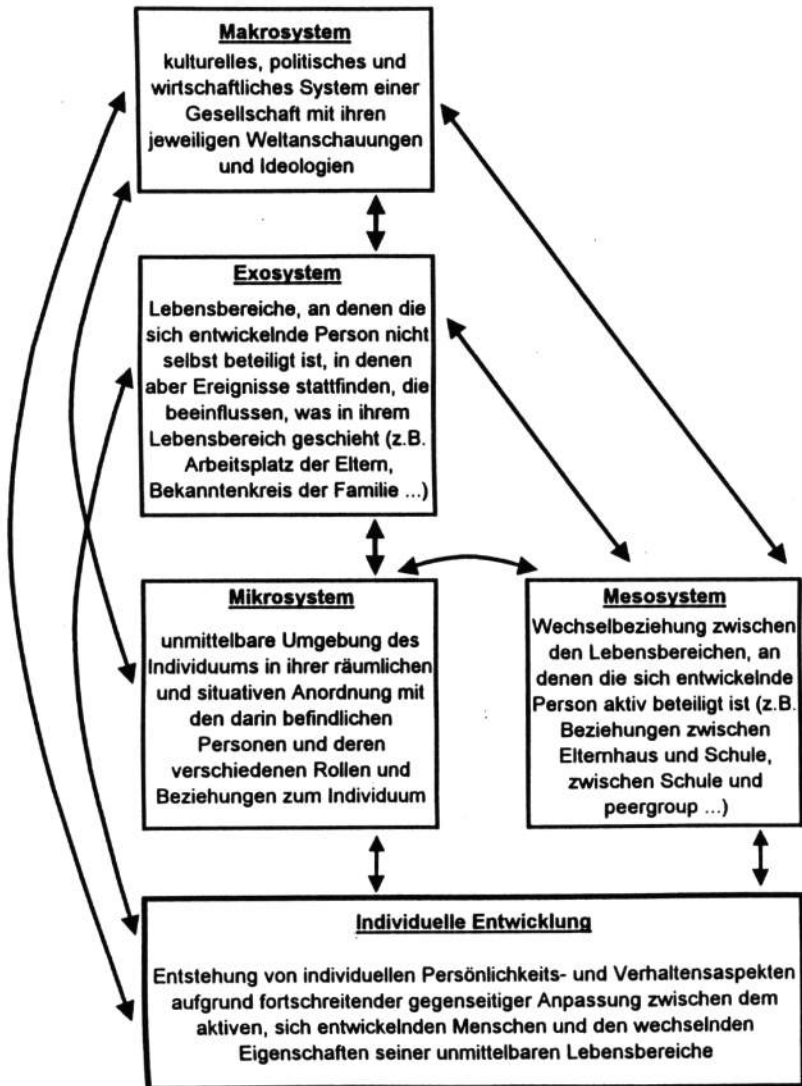 Makrosystem
kulturelles, politisches und
wirtschaftliches System einer
Gesellschaft mit ihren
jeweiligen Weltanschauungen
und Ideologien
Exosystem
Lebensbereiche, an denen die
sich entwickelnde Person nicht
selbst beteiligt ist, in denen
aber Ereignisse stattfinden, die
beeinflussen, was in ihrem
Lebensbereich geschieht (z.B.
Arbeitsplatz der Eltern,
Bekanntenkreis der Familie ...)
Mikrosystem
unmittelbare Umgebung des
Individuums in ihrer räumlichen
und situativen Anordnung mit
den darin befindlichen
Personen und deren
verschiedenen Rollen und
Beziehungen zum Individuum
Mesosystem
Wechselbeziehung zwischen
den Lebensbereichen, an
denen die sich entwickelnde
Person aktiv beteiligt ist (z.B.
Beziehungen zwischen
Elternhaus und Schule,
zwischen Schule und
peergroup ...)
Individuelle Entwicklung
Entstehung von individuellen Persönlichkeits- und Verhaltensaspekten
aufgrund fortschreitender gegenseitiger Anpassung zwischen dem
aktiven, sich entwickelnden Menschen und den wechselnden
Eigenschaften seiner unmittelbaren Lebensbereiche